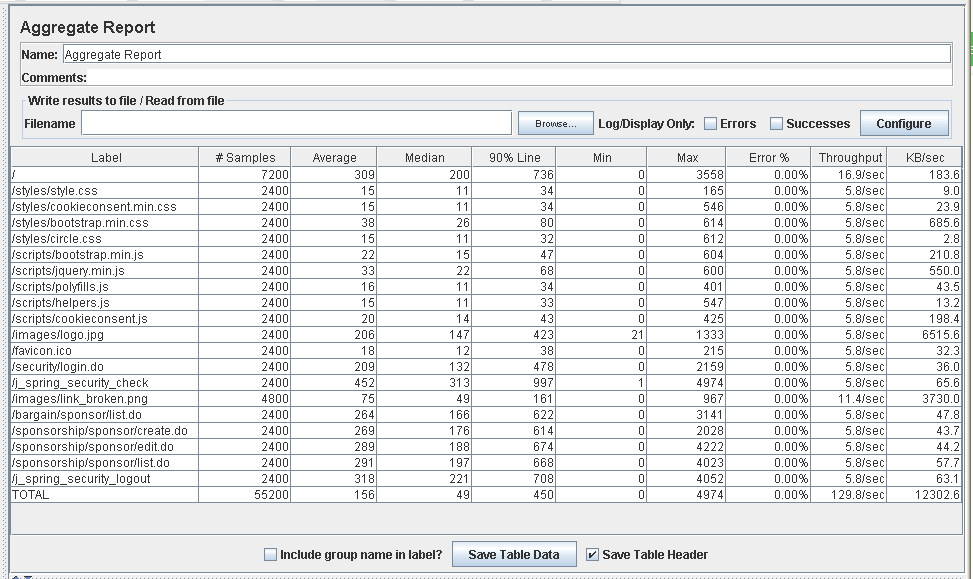 Aggregate Report
Name: Aggregate Report
Comments:
Write results to file / Read from file
Filename Browse... Log/Display Only: Errors Successes Configure
Label # Samples Average Median 90% Line Min Max Error % Throughput KB/sec
/ 7200 309 200 736 0 3558 0.00% 16.9/sec 183.6
/styles/style.css 2400 15 11 34 0 165 0.00% 5.8/sec 9.0
/styles/cookieconsent.min.css 2400 15 11 34 0 546 0.00% 5.8/sec 23.9
/styles/bootstrap.min.css 2400 38 26 80 0 614 0.00% 5.8/sec 685.6
/styles/circle.css 2400 15 11 32 0 612 0.00% 5.8/sec 2.8
/scripts/bootstrap.min.js 2400 22 15 47 0 604 0.00% 5.8/sec 210.8
/scripts/jquery.min.js 2400 33 22 68 0 600 0.00% 5.8/sec 550.0
/scripts/polyfills.js 2400 16 11 34 0 401 0.00% 5.8/sec 43.5
/scripts/helpers.js 2400 15 11 33 0 547 0.00% 5.8/sec 13.2
/scripts/cookieconsent.js 2400 20 14 43 0 425 0.00% 5.8/sec 198.4
/images/logo.jpg 2400 206 147 423 21 1333 0.00% 5.8/sec 6515.6
/favicon.ico 2400 18 12 38 0 215 0.00% 5.8/sec 32.3
/security/login.do 2400 209 132 478 0 2159 0.00% 5.8/sec 36.0
/j_spring_security_check 2400 452 313 997 1 4974 0.00% 5.8/sec 65.6
/images/link_broken.png 4800 75 49 161 0 967 0.00% 11.4/sec 3730.0
/bargain/sponsor/list.do 2400 264 166 622 0 3141 0.00% 5.8/sec 47.8
/sponsorship/sponsor/create.do 2400 269 176 614 0 2028 0.00% 5.8/sec 43.7
/sponsorship/sponsor/edit.do 2400 289 188 674 0 4222 0.00% 5.8/sec 44.2
/sponsorship/sponsor/list.do 2400 291 197 668 0 4023 0.00% 5.8/sec 57.7
/j_spring_security_logout 2400 318 221 708 0 4052 0.00% 5.8/sec 63.1
TOTAL 55200 156 49 450 0 4974 0.00% 129.8/sec 12302.6
Include group name in label? Save Table Data Save Table Header